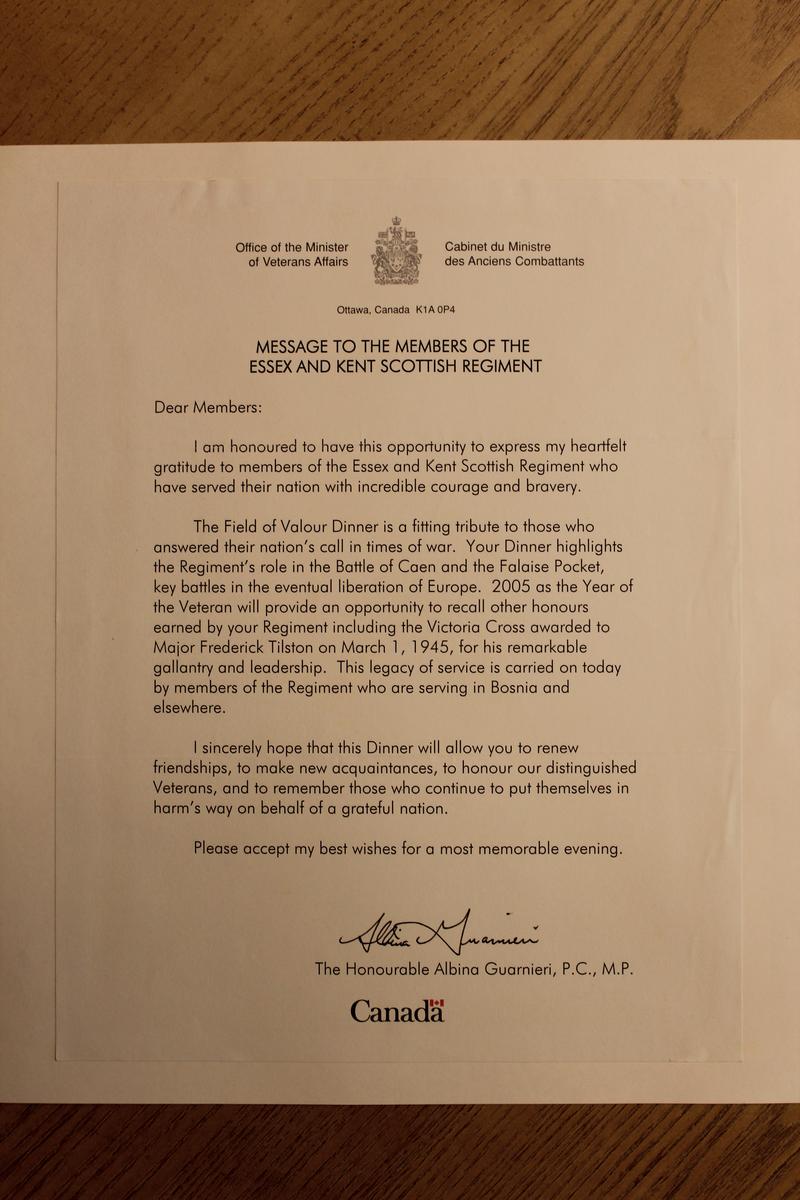 Office of the Minister
of Veterans Affairs
Cabinet du Ministre
des Anciens Combattants
Ottawa, Canada K1A 0P4
MESSAGE TO THE MEMBERS OF THE
ESSEX AND KENT SCOTTISH REGIMENT
Dear Members:
I am honoured to have this opportunity to express my heartfelt
gratitude to members of the Essex and Kent Scottish Regiment who
have served their nation with incredible courage and bravery.
The Field of Valour Dinner is a fitting tribute to those who
answered their nation's call in times of war. Your Dinner highlights
the Regiment's role in the Battle of Caen and the Falaise Pocket,
key battles in the eventual liberation of Europe. 2005 as the Year of
the Veteran will provide an opportunity to recall other honours
earned by your Regiment including the Victoria Cross awarded to
Major Frederick Tilston on March 1, 1945, for his remarkable
gallantry and leadership. This legacy of service is carried on today
by members of the Regiment who are serving in Bosnia and
elsewhere.
I sincerely hope that this Dinner will allow you to renew
friendships, to make new acquaintances, to honour our distinguished
Veterans, and to remember those who continue to put themselves in
harm's way on behalf of a grateful nation.
Please accept my best wishes for a most memorable evening.
Albina Guarnieri
The Honourable Albina Guarnieri, P.C., M.P.
Canada